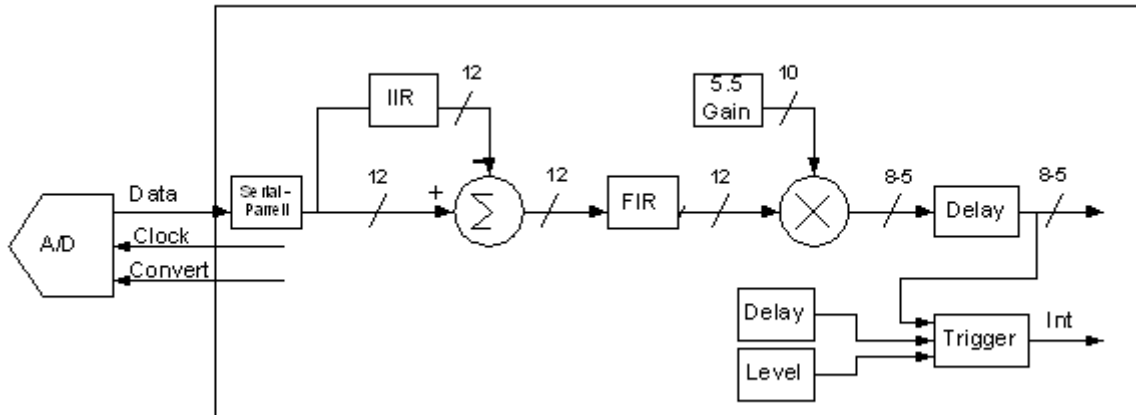 12
IIR
5.5
Gain
10
Data
Serial-
Parrell
12
+
-
Σ
12
FIR
12
8-5
Delay
8-5
A/D
Clock
Convert
Delay
Level
Trigger
Int